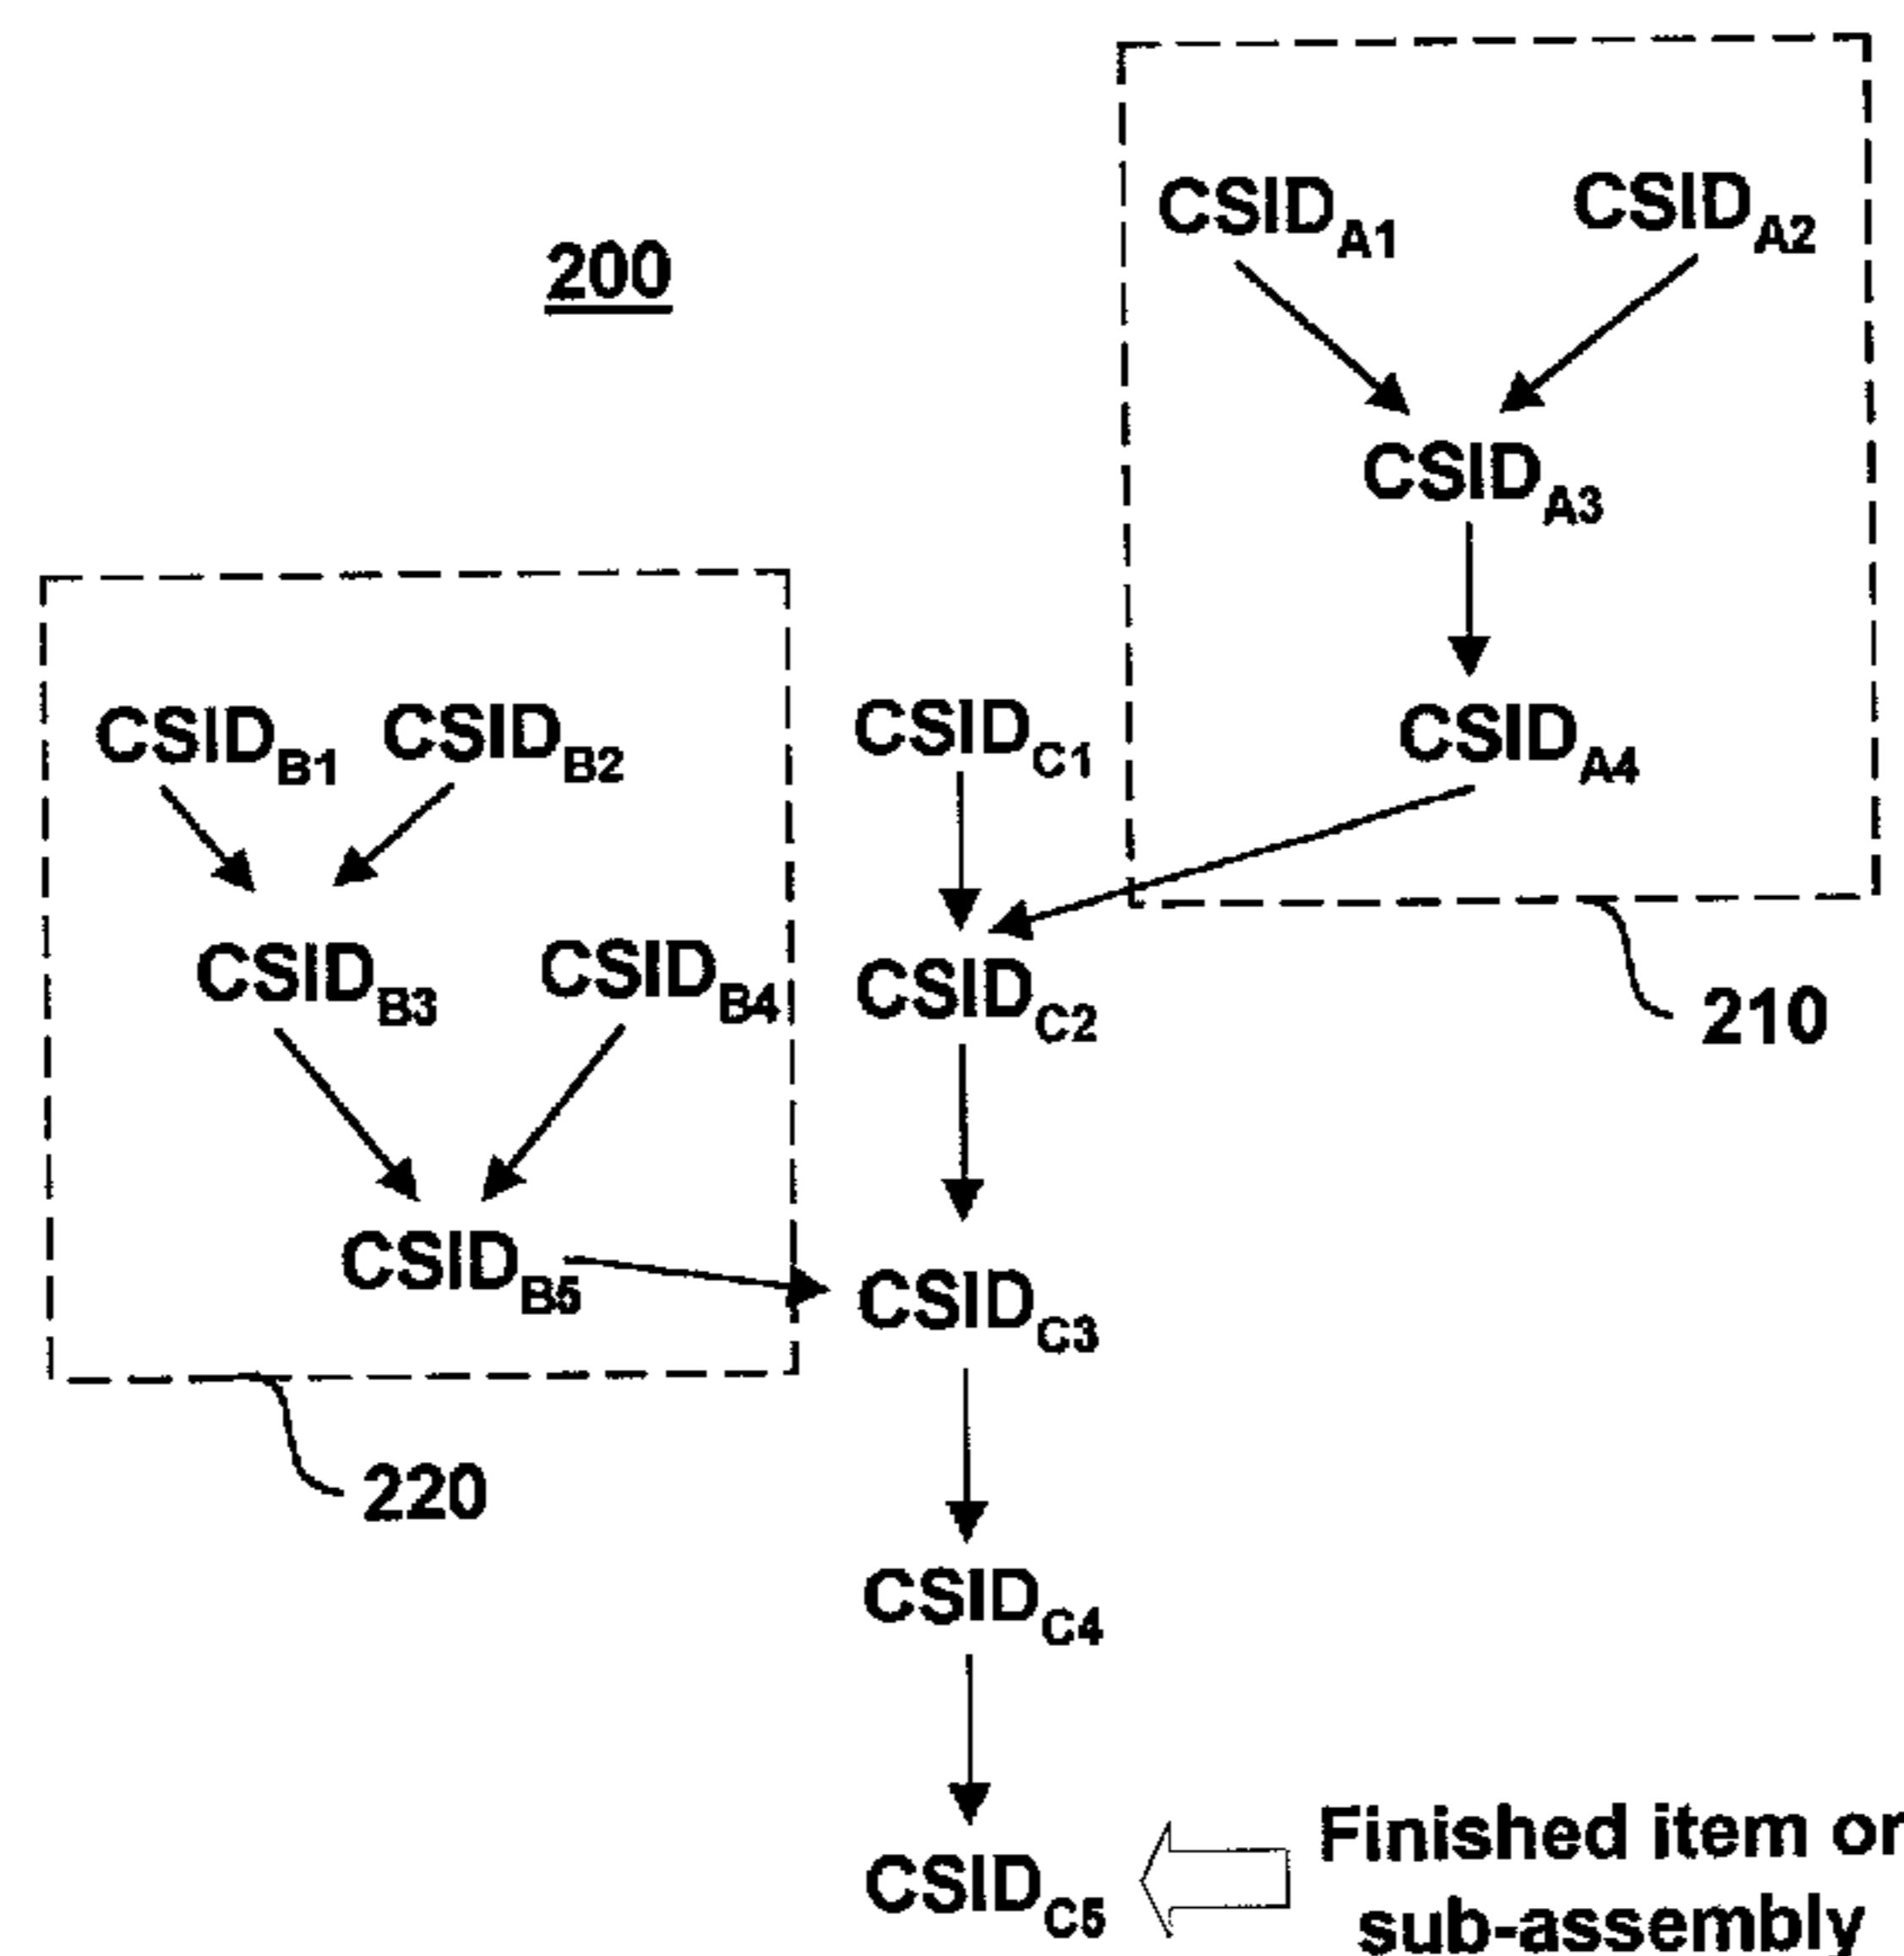 200
CSIDA1 CSIDA2
CSIDA3
CSIDB1 CSIDB2 CSIDC1 CSIDA4
CSIDB3 CSIDB4 CSIDC2 210
CSIDB5 CSIDC3
220
CSIDC4
CSIDC5 Finished item or
sub-assembly